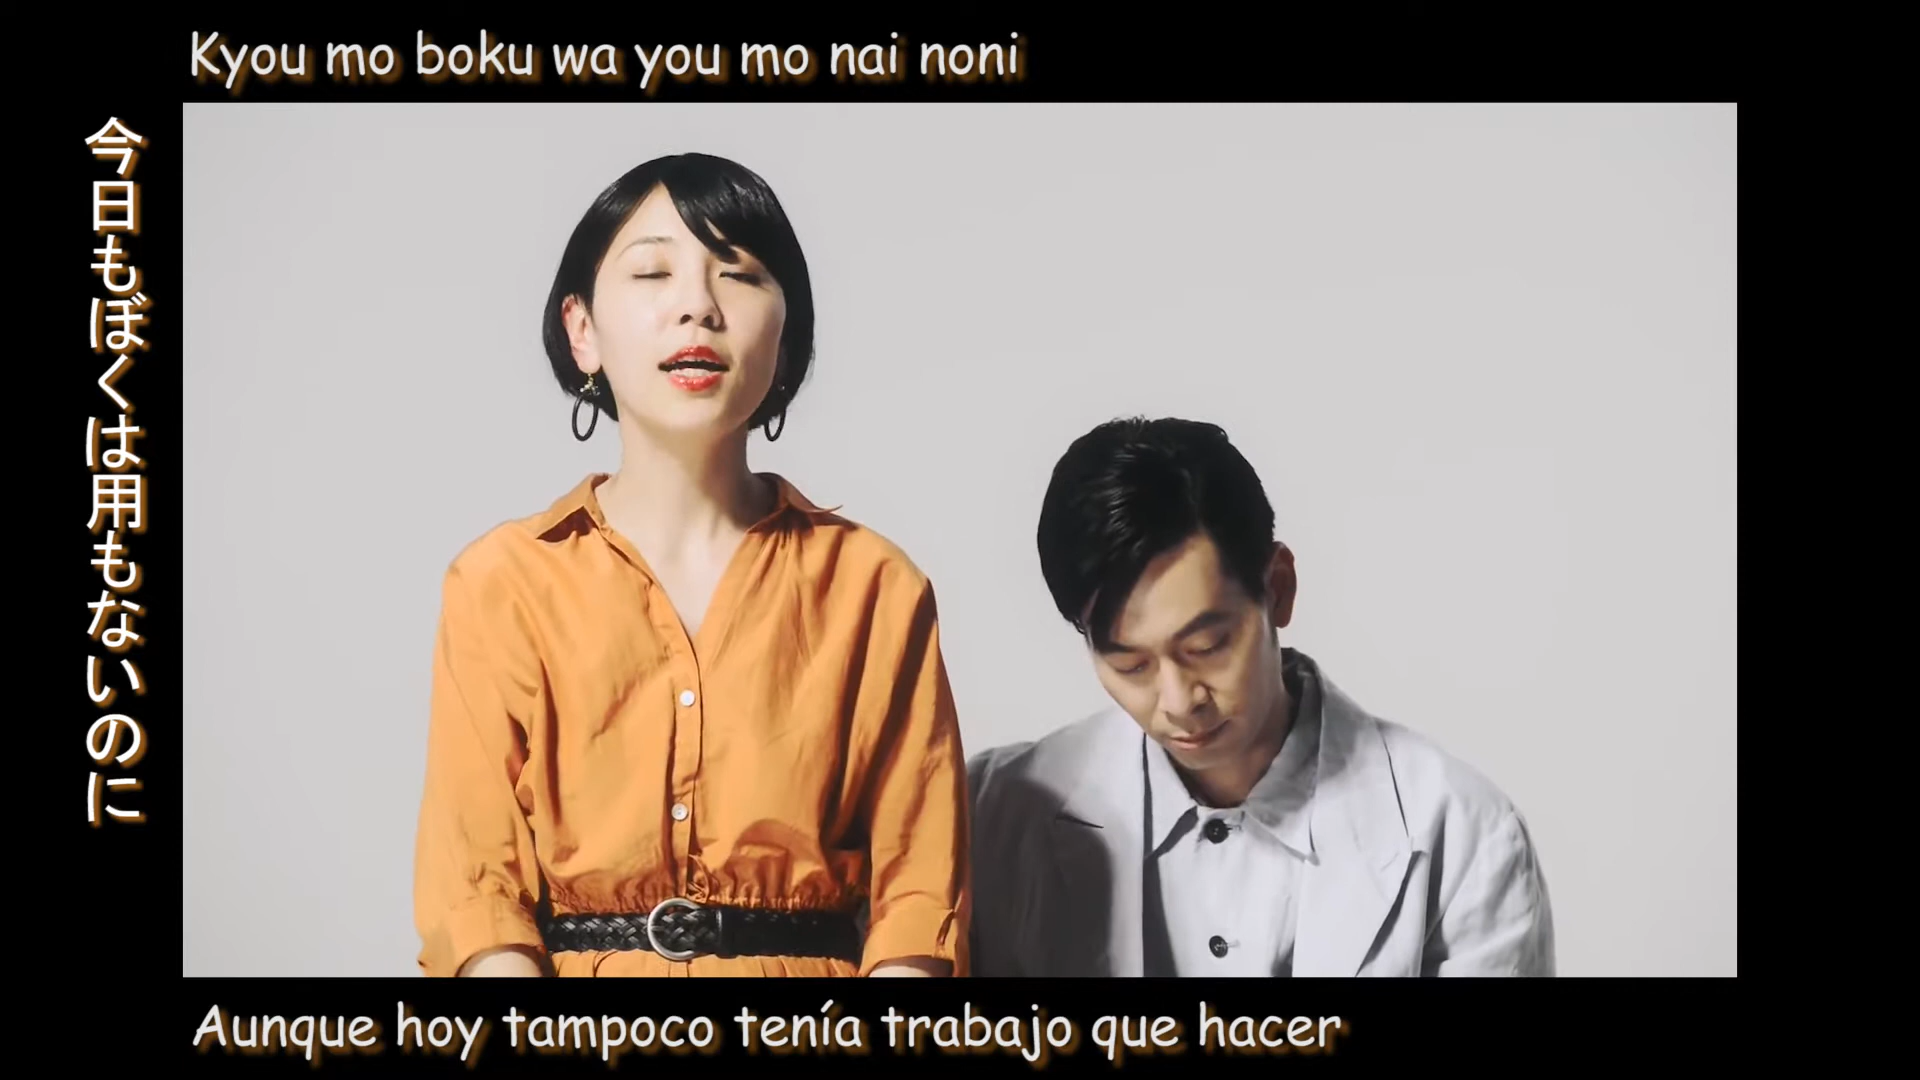 Kyou mo boku wa you mo nai noni
今日もぼくは用もないのに
Aunque hoy tampoco tenía trabajo que hacer